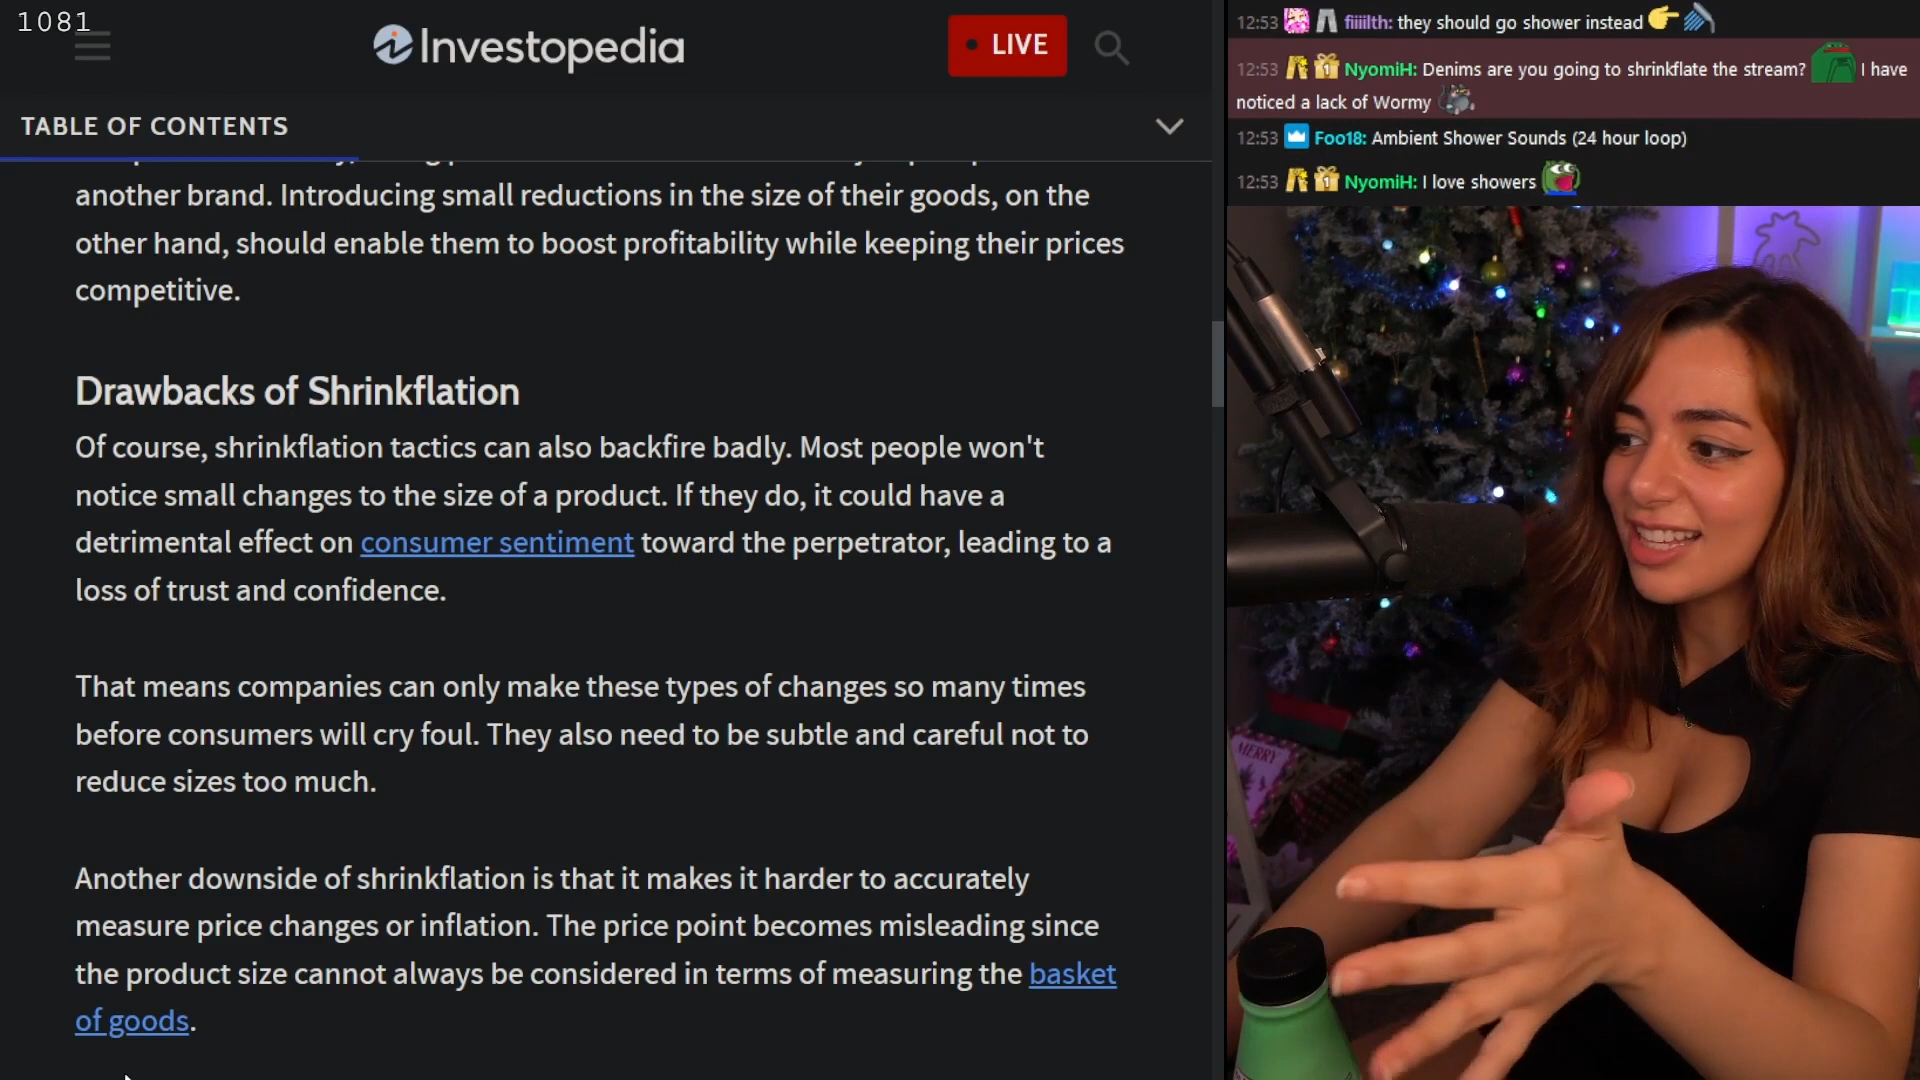 1081
Investopedia
LIVE
TABLE OF CONTENTS
another brand. Introducing small reductions in the size of their goods, on the
other hand, should enable them to boost profitability while keeping their prices
competitive.
Drawbacks of Shrinkflation
Of course, shrinkflation tactics can also backfire badly. Most people won't
notice small changes to the size of a product. If they do, it could have a
detrimental effect on consumer sentiment toward the perpetrator, leading to a
loss of trust and confidence.
That means companies can only make these types of changes so many times
before consumers will cry foul. They also need to be subtle and careful not to
reduce sizes too much.
Another downside of shrinkflation is that it makes it harder to accurately
measure price changes or inflation. The price point becomes misleading since
the product size cannot always be considered in terms of measuring the basket
of goods.
12:53 fiiiilth: they should go shower instead
12:53 1 NyomiH: Denims are you going to shrinkflate the stream? I have
noticed a lack of Wormy
12:53 Foo18: Ambient Shower Sounds (24 hour loop)
12:53 1 NyomiH: I love showers
MERRY